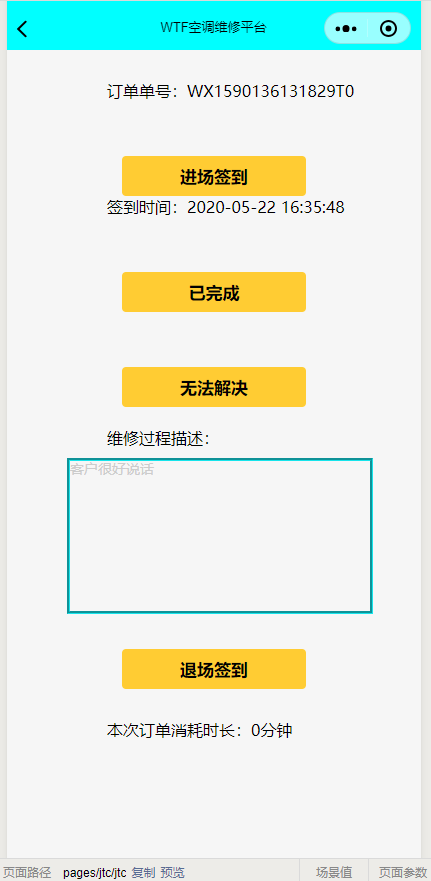 WTF空调维修平台
订单单号：WX1590136131829T0
进场签到
签到时间：2020-05-22 16:35:48
已完成
无法解决
维修过程描述：
客户很好说话
退场签到
本次订单消耗时长：0分钟
页面路径 pages/jtc/jtc 复制 预览 场景值 页面参数